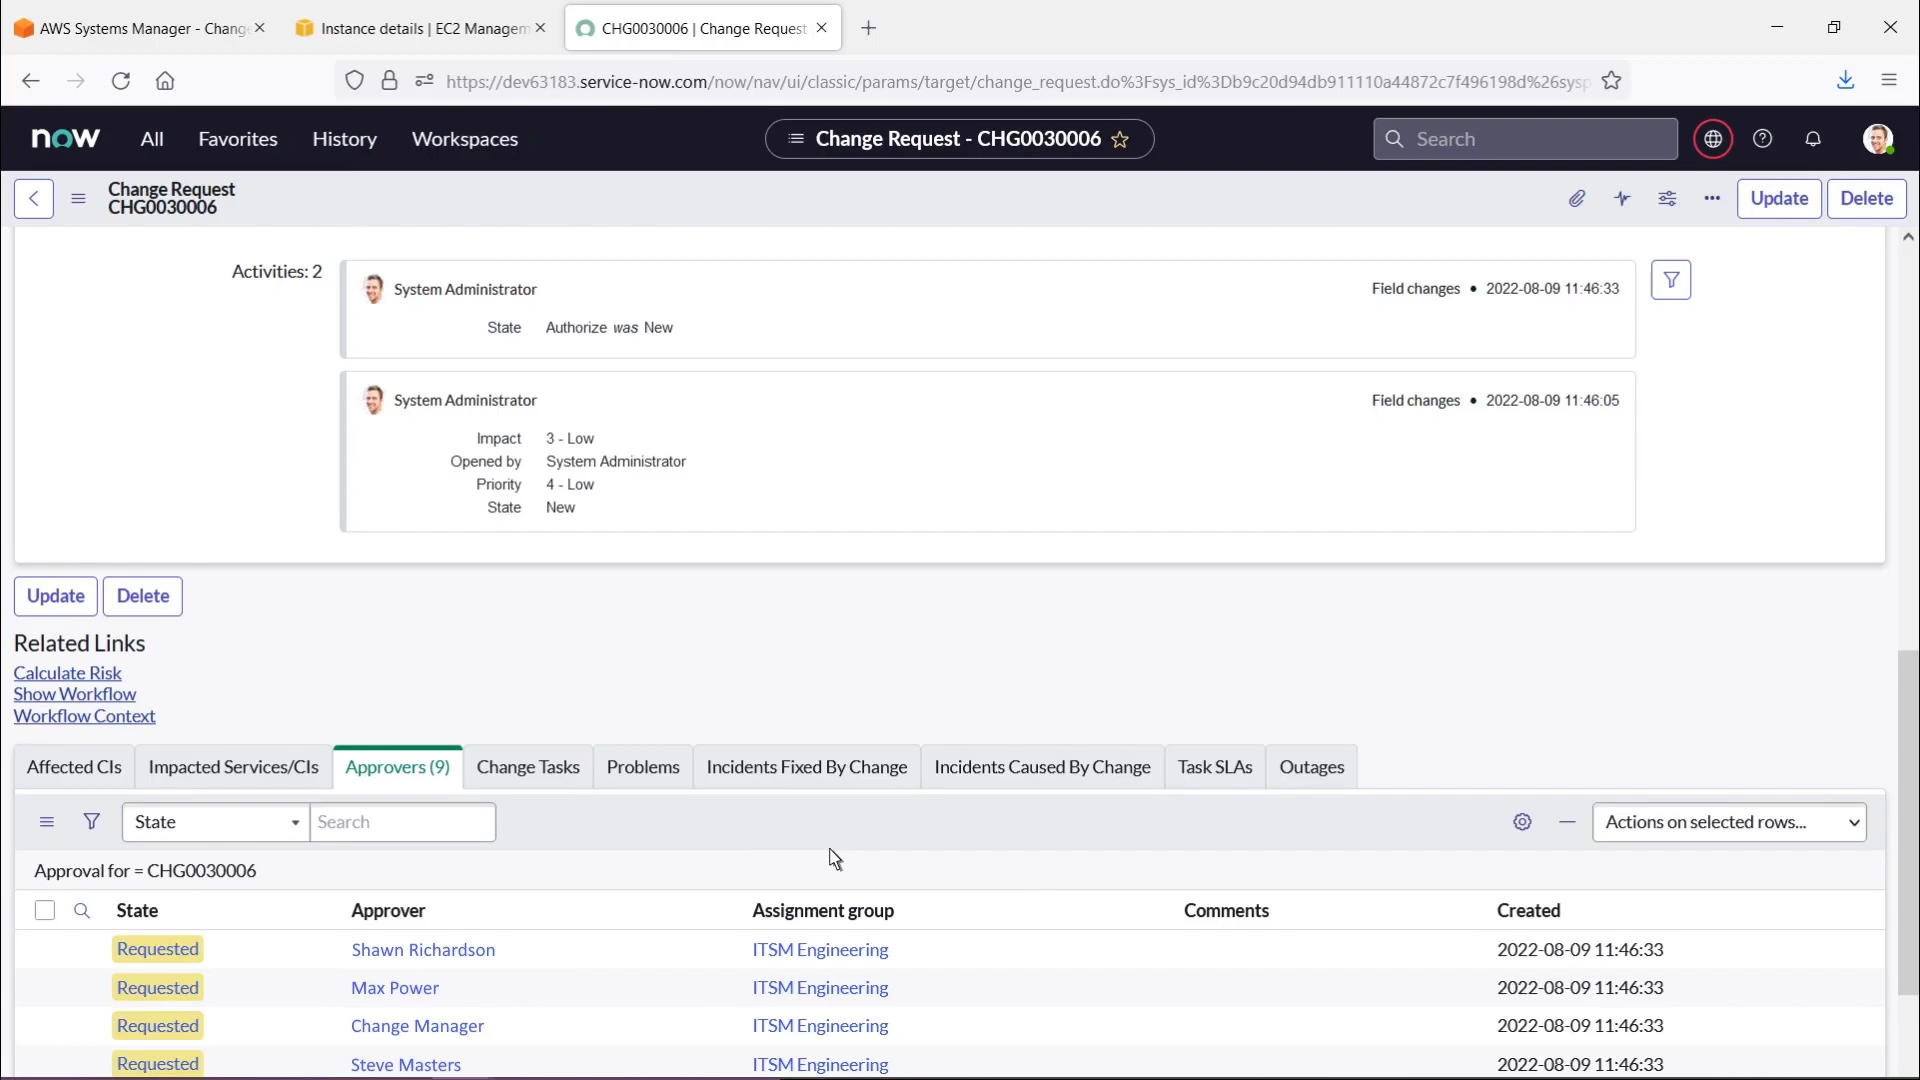 AWS Systems Manager - Chang
Instance details | EC2 Managem
CHG0030006 | Change Request
https://dev63183.service-now.com/now/nav/ui/classic/params/target/change_request.do%3Fsys_id%3Db9c20d94db911110a44872c7f496198d%26sysp
now
All
Favorites
History
Workspaces
Change Request - CHG0030006
Search
Change Request
CHG0030006
Update
Delete
Activities: 2
System Administrator
Field changes • 2022-08-09 11:46:33
State Authorize was New
System Administrator
Field changes • 2022-08-09 11:46:05
Impact 3 - Low
Opened by System Administrator
Priority 4 - Low
State New
Update
Delete
Related Links
Calculate Risk
Show Workflow
Workflow Context
Affected CIs
Impacted Services/CIs
Approvers (9)
Change Tasks
Problems
Incidents Fixed By Change
Incidents Caused By Change
Task SLAs
Outages
State
Search
Actions on selected rows...
Approval for = CHG0030006
State Approver Assignment group Comments Created
Requested Shawn Richardson ITSM Engineering 2022-08-09 11:46:33
Requested Max Power ITSM Engineering 2022-08-09 11:46:33
Requested Change Manager ITSM Engineering 2022-08-09 11:46:33
Requested Steve Masters ITSM Engineering 2022-08-09 11:46:33